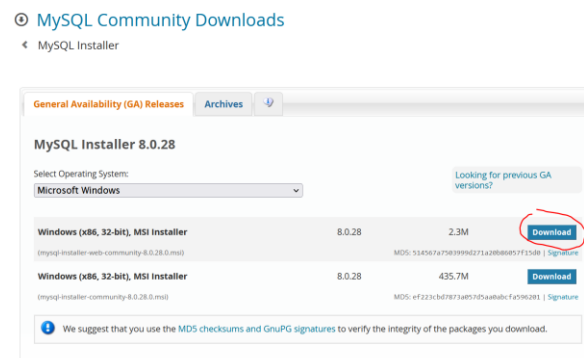 MySQL Community Downloads
MySQL Installer
General Availability (GA) Releases Archives
MySQL Installer 8.0.28
Select Operating System:
Looking for previous GA versions?
Microsoft Windows
Windows (x86, 32-bit), MSI Installer 8.0.28 2.3M Download
(mysql-installer-web-community-8.0.28.0.msi) MD5: | Signature
Windows (x86, 32-bit), MSI Installer 8.0.28 435.7M Download
(mysql-installer-community-8.0.28.0.msi) MD5: | Signature
We suggest that you use the MD5 checksums and GnuPG signatures to verify the integrity of the packages you download.